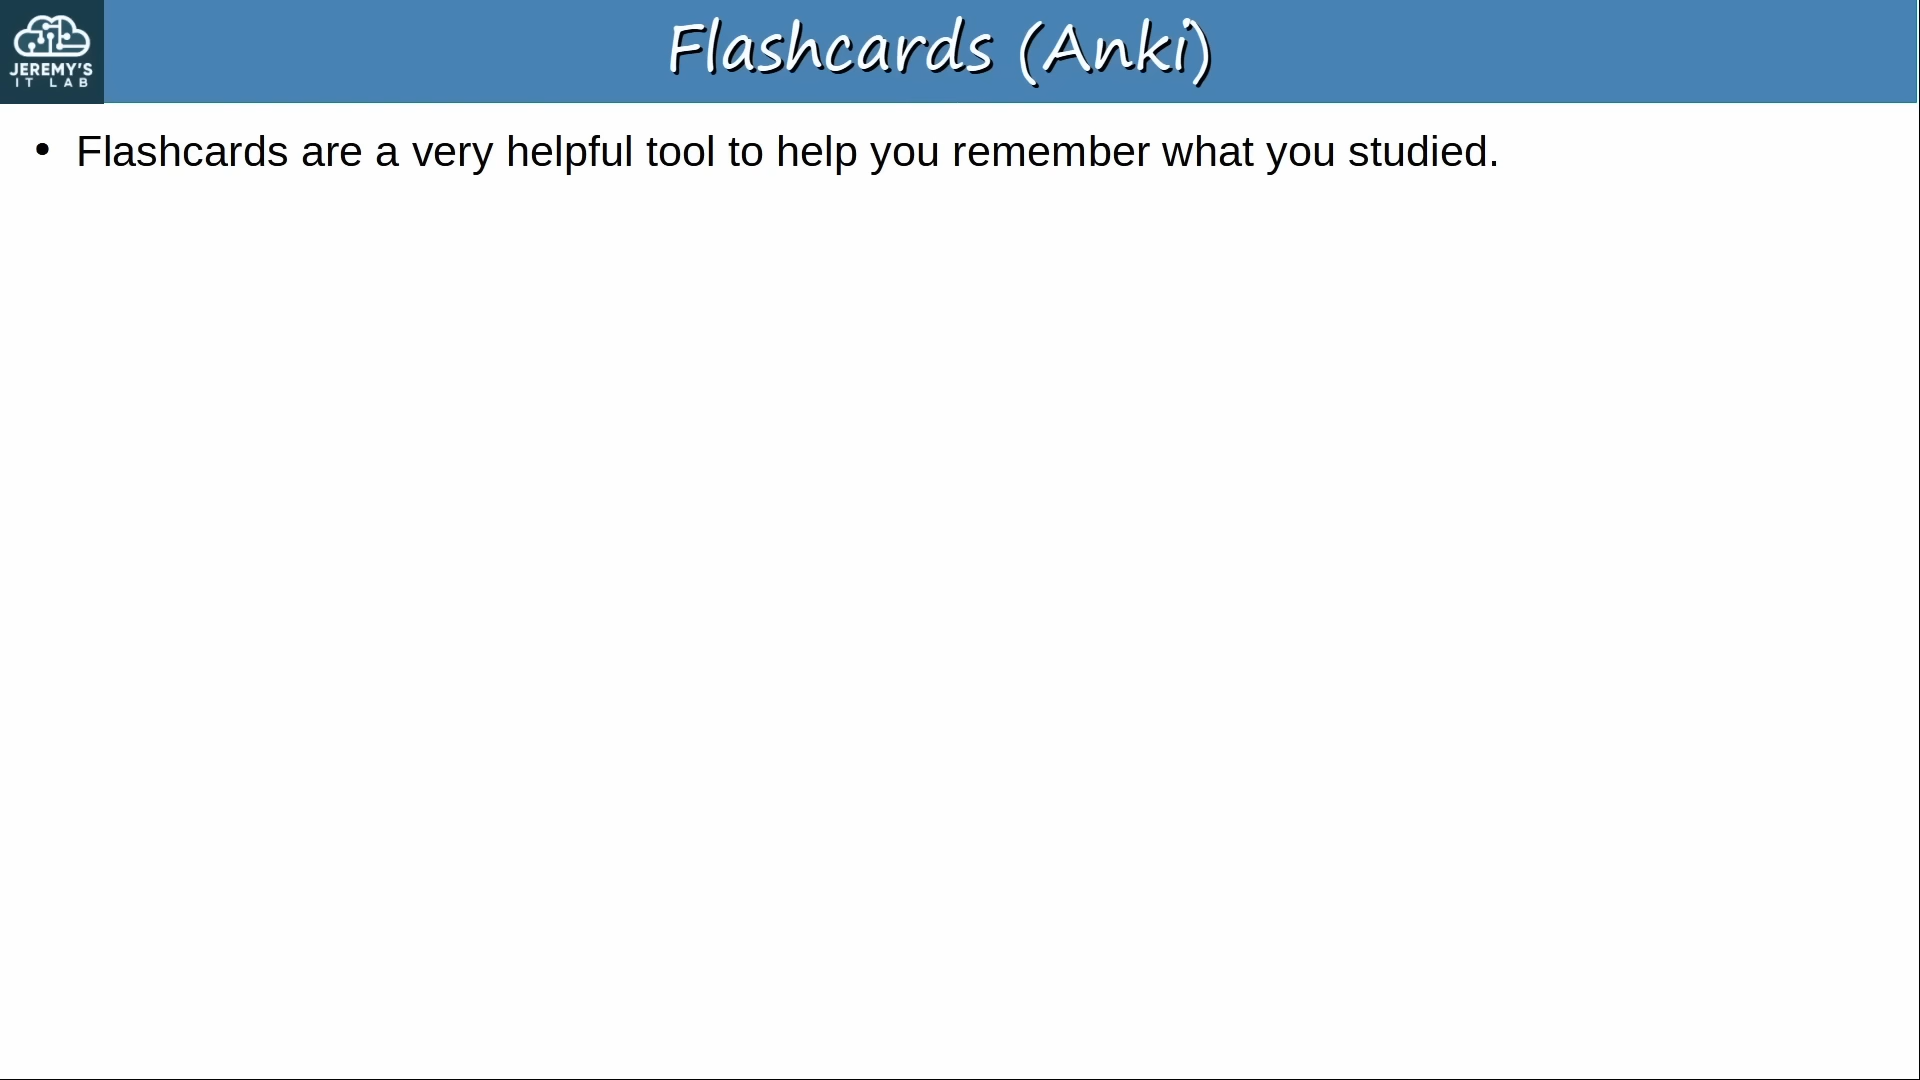 JEREMY'S
IT LAB
Flashcards (Anki)
• Flashcards are a very helpful tool to help you remember what you studied.